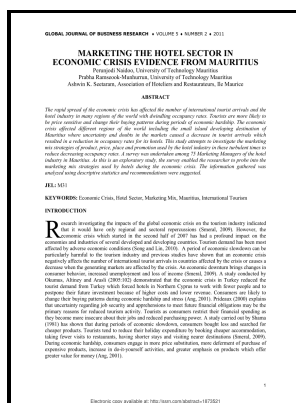 GLOBAL JOURNAL OF BUSINESS RESEARCH ♦ VOLUME 5 ♦ NUMBER 2 ♦ 2011
MARKETING THE HOTEL SECTOR IN
ECONOMIC CRISIS EVIDENCE FROM MAURITIUS
Perunjodi Naidoo, University of Technology Mauritius
Prabha Ramseook-Munhurrun, University of Technology Mauritius
Ashwin K. Seetaram, Association of Hoteliers and Restaurateurs, Ile Maurice
ABSTRACT
The rapid spread of the economic crisis has affected the number of international tourist arrivals and the
hotel industry in many regions of the world with dwindling occupancy rates. Tourists are more likely to
be price sensitive and change their buying patterns during periods of economic hardship. The economic
crisis affected different regions of the world including the small island developing destination of
Mauritius where uncertainty and doubts in the markets caused a decrease in tourist arrivals which
resulted in a reduction in occupancy rates for its hotels. This study attempts to investigate the marketing
mix strategies of product, price, place and promotion used by the hotel industry in these turbulent times to
reduce decreasing occupancy rates. A survey was undertaken among 75 Marketing Managers of the hotel
industry in Mauritius. As this is an exploratory study, the survey enabled the researcher to probe into the
marketing mix strategies used by hotels during the economic crisis. The information gathered was
analyzed using descriptive statistics and recommendations were suggested.
JEL: M31
KEYWORDS: Economic Crisis, Hotel Sector, Marketing Mix, Mauritius, International Tourism
INTRODUCTION
Research investigating the impacts of the global economic crisis on the tourism industry indicated
that it would have only regional and sectoral repercussions (Smeral, 2009). However, the
economic crisis which started in the second half of 2007 has had a profound impact on the
economies and industries of several developed and developing countries. Tourism demand has been most
affected by adverse economic conditions (Song and Lin, 2010). A period of economic slowdown can be
particularly harmful to the tourism industry and previous studies have shown that an economic crisis
negatively affects the number of international tourist arrivals in countries affected by the crisis or causes a
decrease when the generating markets are affected by the crisis. An economic downturn brings changes in
consumer behavior, increased unemployment and loss of income (Smeral, 2009). A study conducted by
Okumus, Altinay and Arasli (2005:102) demonstrated that the economic crisis in Turkey reduced the
tourist demand from Turkey which forced hotels in Northern Cyprus to work with fewer people and to
postpone their future investment because of higher costs and lower revenue. Consumers are likely to
change their buying patterns during economic hardship and stress (Ang, 2001). Prideaux (2000) explains
that uncertainty regarding job security and apprehensions to meet future financial obligations may be the
primary reasons for reduced tourism activity. Tourists as consumers restrict their financial spending as
they become more insecure about their jobs and reduced purchasing power. A study carried out by Shama
(1981) has shown that during periods of economic slowdown, consumers bought less and searched for
cheaper products. Tourists tend to reduce their holiday expenditure by booking cheaper accommodation,
taking fewer visits to restaurants, having shorter stays and visiting nearer destinations (Smeral, 2009).
During economic hardship, consumers engage in more price substitution, more deferment of purchase of
expensive products, increase in do-it-yourself activities, and greater emphasis on products which offer
greater value for money (Ang, 2001).
1
Electronic copy available at: http://ssrn.com/abstract=1873521